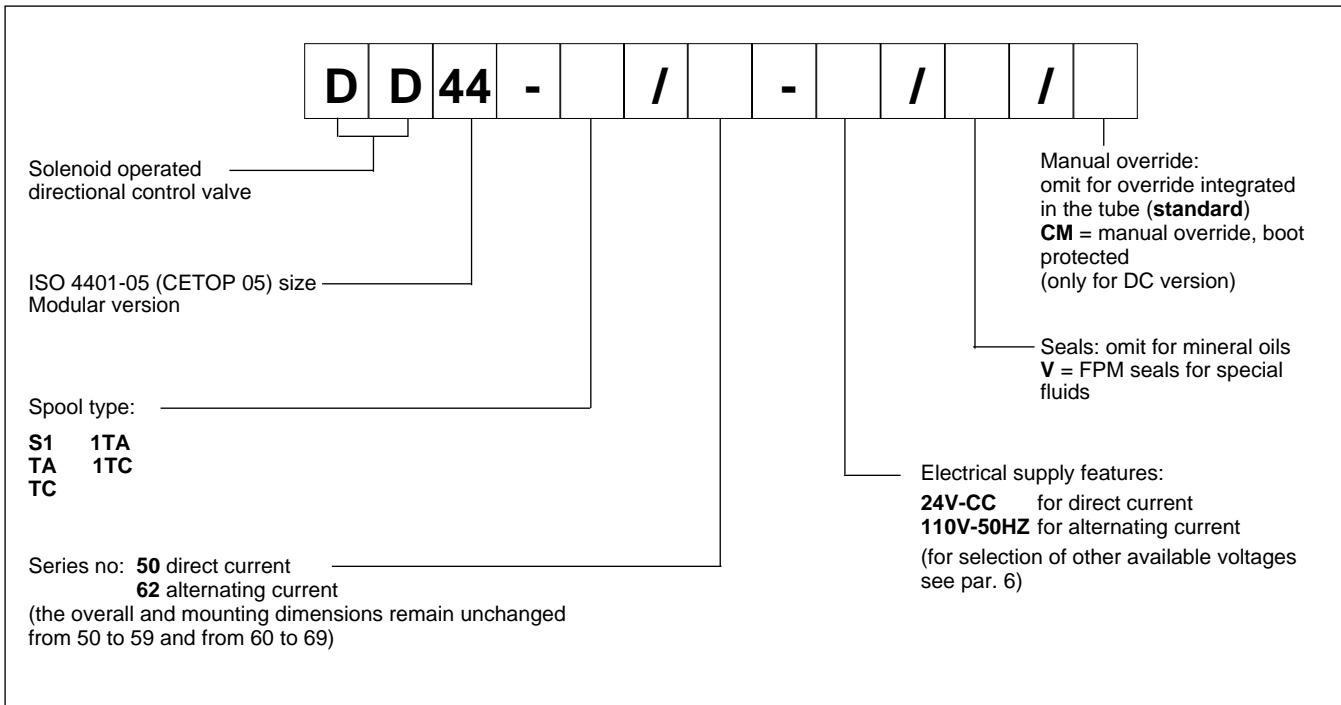 D D 44 - / - / /
Solenoid operated
directional control valve
ISO 4401-05 (CETOP 05) size
Modular version
Spool type:
S1 1TA
TA 1TC
TC
Series no: 50 direct current
62 alternating current
(the overall and mounting dimensions remain unchanged
from 50 to 59 and from 60 to 69)
Manual override:
omit for override integrated
in the tube (standard)
CM = manual override, boot
protected
(only for DC version)
Seals: omit for mineral oils
V = FPM seals for special
fluids
Electrical supply features:
24V-CC for direct current
110V-50HZ for alternating current
(for selection of other available voltages
see par. 6)